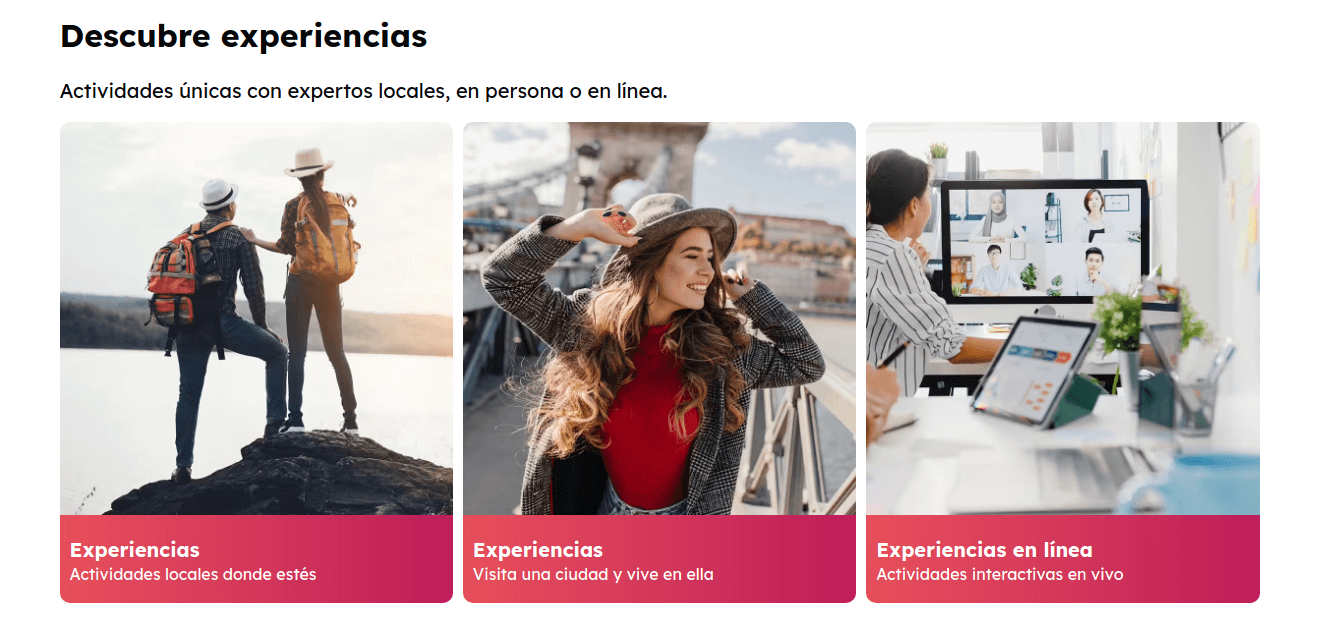 Descubre experiencias
Actividades únicas con expertos locales, en persona o en línea.
Experiencias
Actividades locales donde estés
Experiencias
Visita una ciudad y vive en ella
Experiencias en línea
Actividades interactivas en vivo